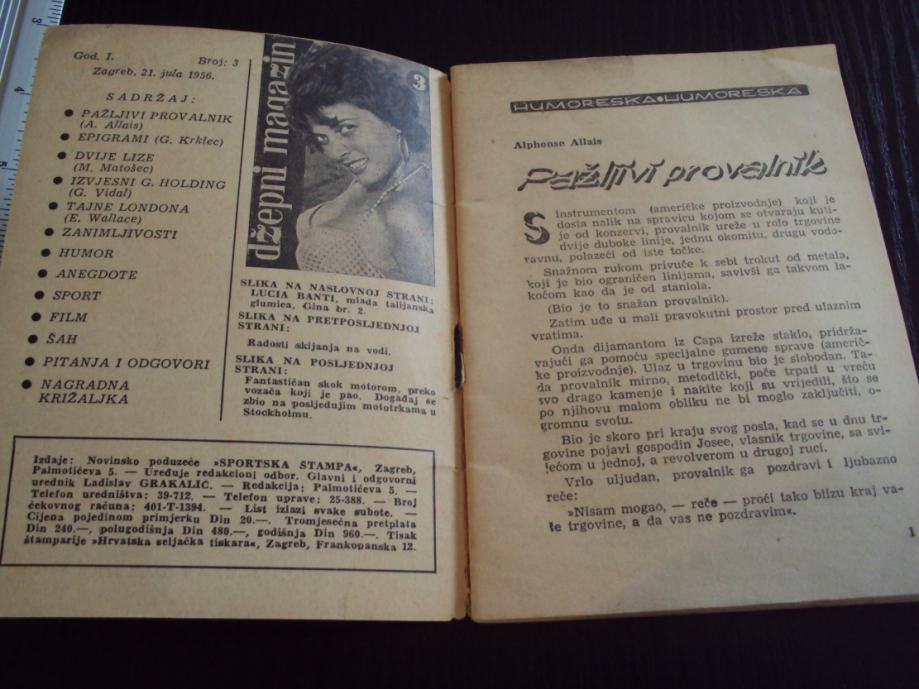 God. I. Broj: 3
Zagreb, 21. jula 1956.
SADRŽAJ:
● PAŽLJIVI PROVALNIK
(A. Allais)
● EPIGRAMI (G. Krklec)
● DVIJE LIZE
(M. Matošec)
● IZVJESNI G. HOLDING
(G. Vidal)
● TAJNE LONDONA
(E. Wallace)
● ZANIMLJIVOSTI
● HUMOR
● ANEGDOTE
● SPORT
● FILM
● ŠAH
● PITANJA I ODGOVORI
● NAGRADNA
KRIŽALJKA
džepni magazin
3
SLIKA NA NASLOVNOJ STRANI:
LUCIA BANTI, mlada talijanska
glumica, Gina br. 2.
SLIKA NA PRETPOSLJEDNJOJ
STRANI:
Radosti skijanja na vodi.
SLIKA NA POSLJEDNJOJ
STRANI:
Fantastičan skok motorom, preko
vozača koji je pao. Događaj se
zbio na posljednjim mototrkama u
Stockholmu.
Izdaje: Novinsko poduzeće »SPORTSKA ŠTAMPA«, Zagreb,
Palmotićeva 5. — Uređuje redakcioni odbor. Glavni i odgovorni
urednik Ladislav GRAKALIĆ. — Redakcija: Palmotićeva 5. —
Telefon uredništva: 39-712. — Telefon uprave: 25-388. — Broj
čekovnog računa: 401-T-1394. — List izlazi svake subote. —
Cijena pojedinom primjerku Din 20.—. Tromjesečna pretplata
Din 240.—, polugodišnja Din 480.—, godišnja Din 960.—. Tisak
štamparije »Hrvatska seljačka tiskara«, Zagreb, Frankopanska 12.
HUMORESKA•HUMORESKA
Alphonse Allais
Pažljivi provalnik
S instrumentom (američke proizvodnje) koji je
dosta nalik na spravicu kojom se otvaraju kuti-
je od konzervi, provalnik ureže u rolo trgovine
dvije duboke linije, jednu okomitu, drugu vodo-
ravnu, polazeći od iste točke.
Snažnom rukom privuče k sebi trokut od metala,
koji je bio ograničen linijama, savivši ga takvom la-
koćom kao da je od staniola.
(Bio je to snažan provalnik).
Zatim uđe u mali pravokutni prostor pred ulaznim
vratima.
Onda dijamantom iz Capa izreže staklo, pridrža-
vajući ga pomoću specijalne gumene sprave (američ-
ke proizvodnje). Ulaz u trgovinu bio je slobodan. Ta-
da provalnik mirno, metodički, poče trpati u vreću
svo drago kamenje i nakite koji su vrijedili, što se
po njihovu malom obliku ne bi moglo zaključiti, o-
gromnu svotu.
Bio je skoro pri kraju svog posla, kad se u dnu tr-
govine pojavi gospodin Josee, vlasnik trgovine, sa svi-
jećom u jednoj, a revolverom u drugoj ruci.
Vrlo uljudan, provalnik ga pozdravi i ljubazno
reče:
»Nisam mogao, — reče — proći tako blizu kraj va-
še trgovine, a da vas ne pozdravim«.
1